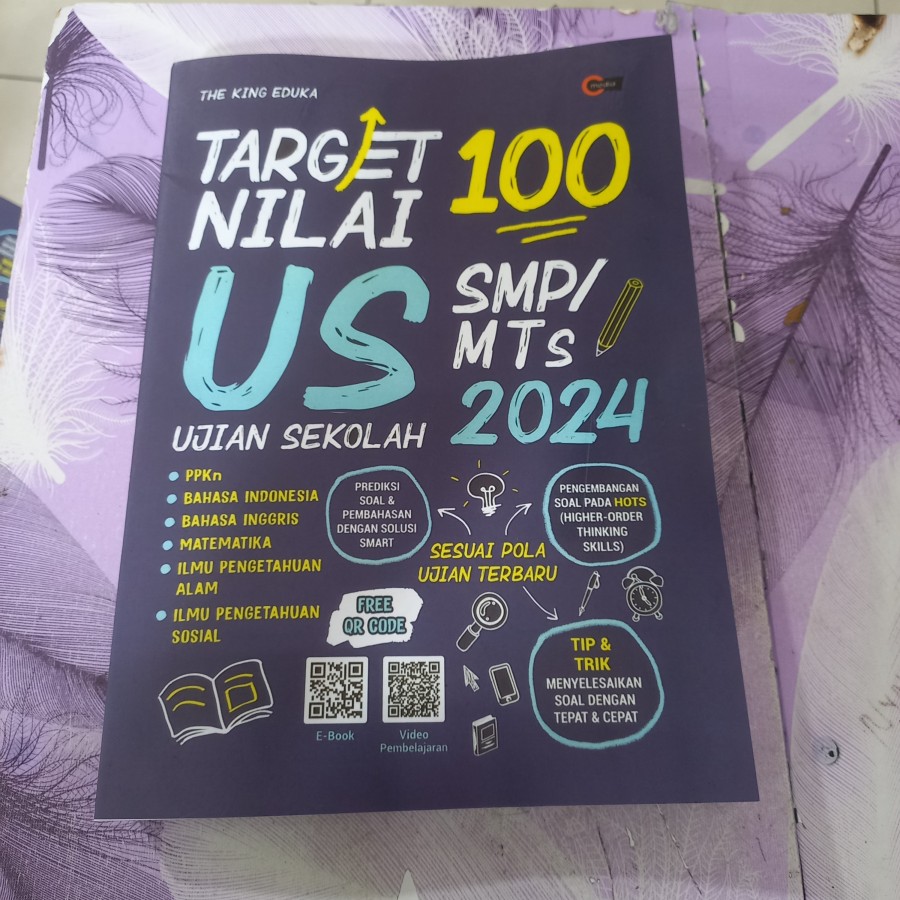 THE KING EDUKA
C media
TARGET
NILAI
100
US
SMP/
MTs
2024
UJIAN SEKOLAH
PPKn
BAHASA INDONESIA
BAHASA INGGRIS
MATEMATIKA
ILMU PENGETAHUAN
ALAM
ILMU PENGETAHUAN
SOSIAL
PREDIKSI
SOAL &
PEMBAHASAN
DENGAN SOLUSI
SMART
SESUAI POLA
UJIAN TERBARU
PENGEMBANGAN
SOAL PADA HOTS
(HIGHER-ORDER
THINKING
SKILLS)
FREE
QR CODE
E-Book
Video
Pembelajaran
TIP &
TRIK
MENYELESAIKAN
SOAL DENGAN
TEPAT & CEPAT